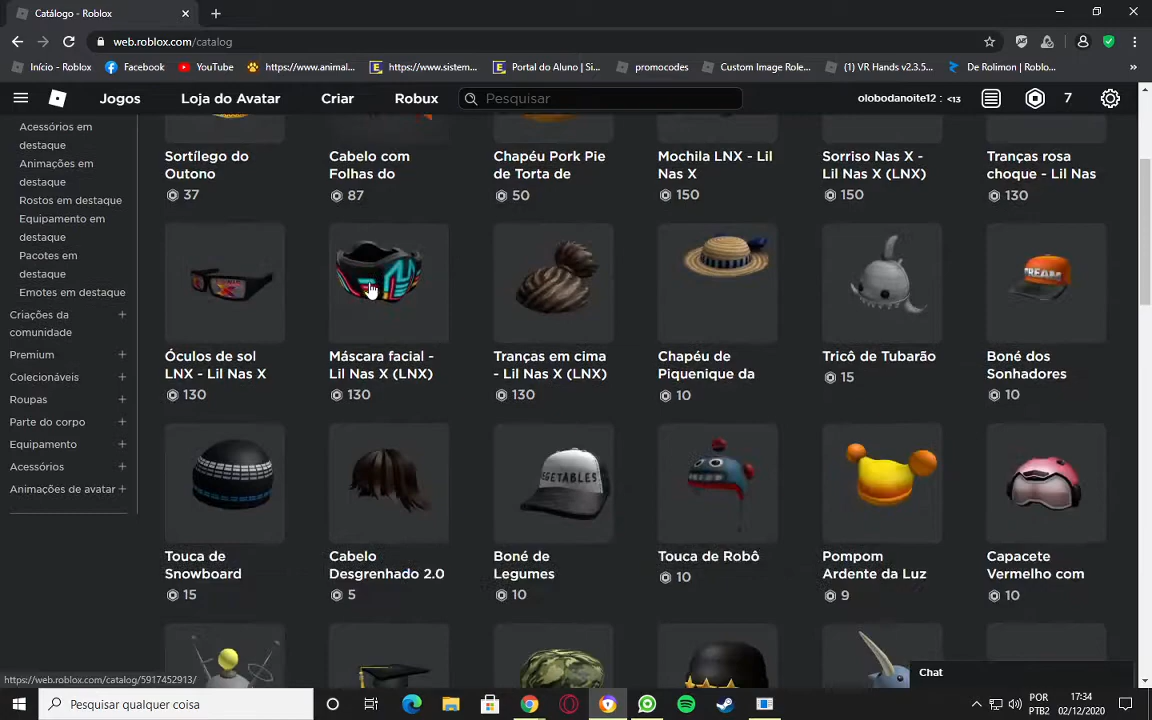 Catálogo - Roblox
web.roblox.com/catalog
Início - Roblox
Facebook
YouTube
https://www.animal...
https://www.sistem...
Portal do Aluno | Si...
promocodes
Custom Image Role...
(1) VR Hands v2.3.5...
De Rolimon | Roblo...
»
Jogos
Loja do Avatar
Criar
Robux
Pesquisar
olobodanoite12 : <13
7
Acessórios em
destaque
Animações em
destaque
Rostos em destaque
Equipamento em
destaque
Pacotes em
destaque
Emotes em destaque
Criações da
comunidade
Premium
Colecionáveis
Roupas
Parte do corpo
Equipamento
Acessórios
Animações de avatar
Sortílego do
Outono
37
Cabelo com
Folhas do
87
Chapéu Pork Pie
de Torta de
50
Mochila LNX - Lil
Nas X
150
Sorriso Nas X -
Lil Nas X (LNX)
150
Tranças rosa
choque - Lil Nas
130
Óculos de sol
LNX - Lil Nas X
130
Máscara facial -
Lil Nas X (LNX)
130
Tranças em cima
- Lil Nas X (LNX)
130
Chapéu de
Piquenique da
10
Tricô de Tubarão
15
Boné dos
Sonhadores
10
Touca de
Snowboard
15
Cabelo
Desgrenhado 2.0
5
VEGETABLES
Boné de
Legumes
10
Touca de Robô
10
Pompom
Ardente da Luz
9
Capacete
Vermelho com
10
https://web.roblox.com/catalog/5917452913/
Chat
Pesquisar qualquer coisa
POR
PTB2
17:34
02/12/2020